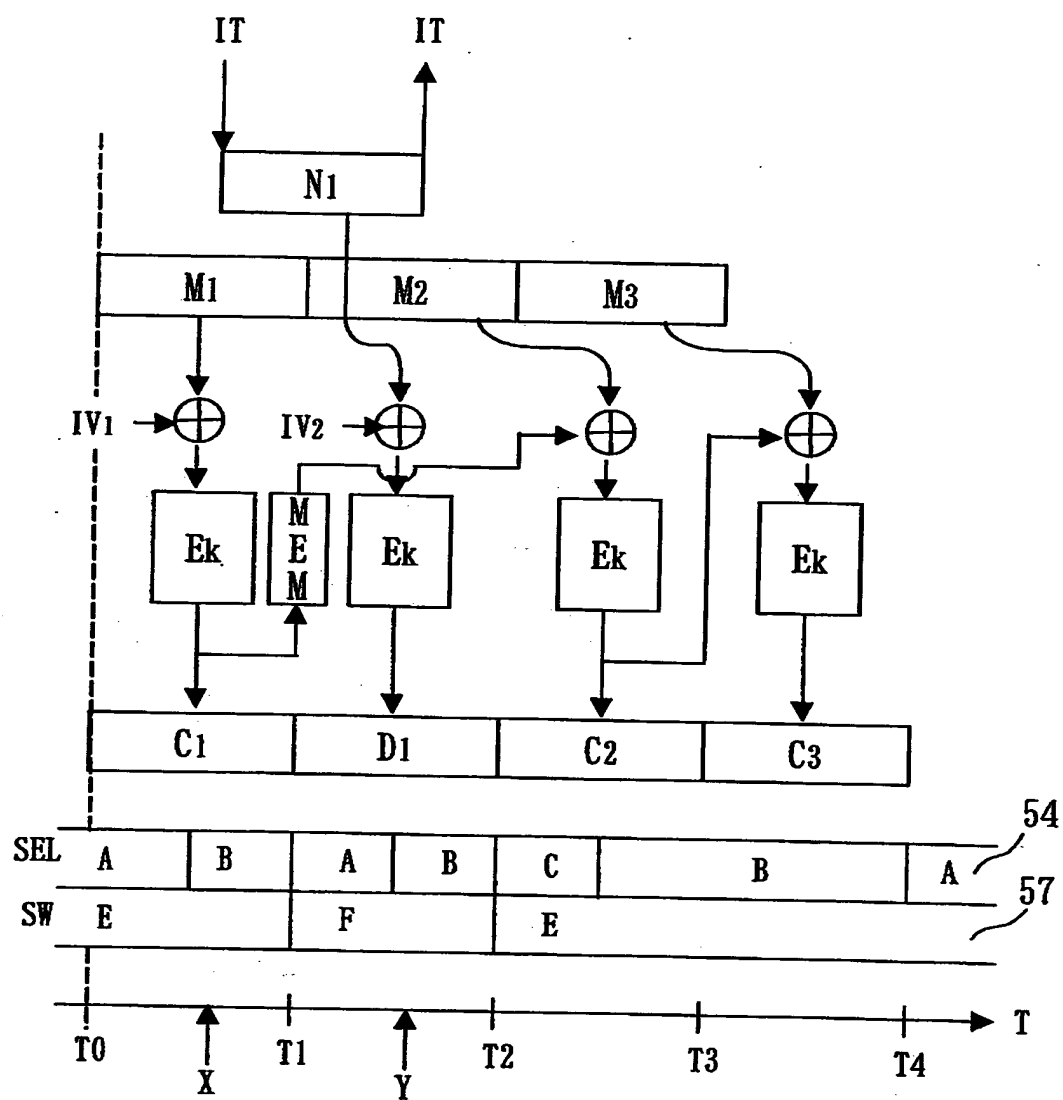 IT IT
N1
M1 M2 M3
IV1 IV2
Ek MEM Ek Ek Ek
C1 D1 C2 C3
54
SEL A B A B C B A
57
SW E F E
T0 T1 T2 T3 T4 T
X Y